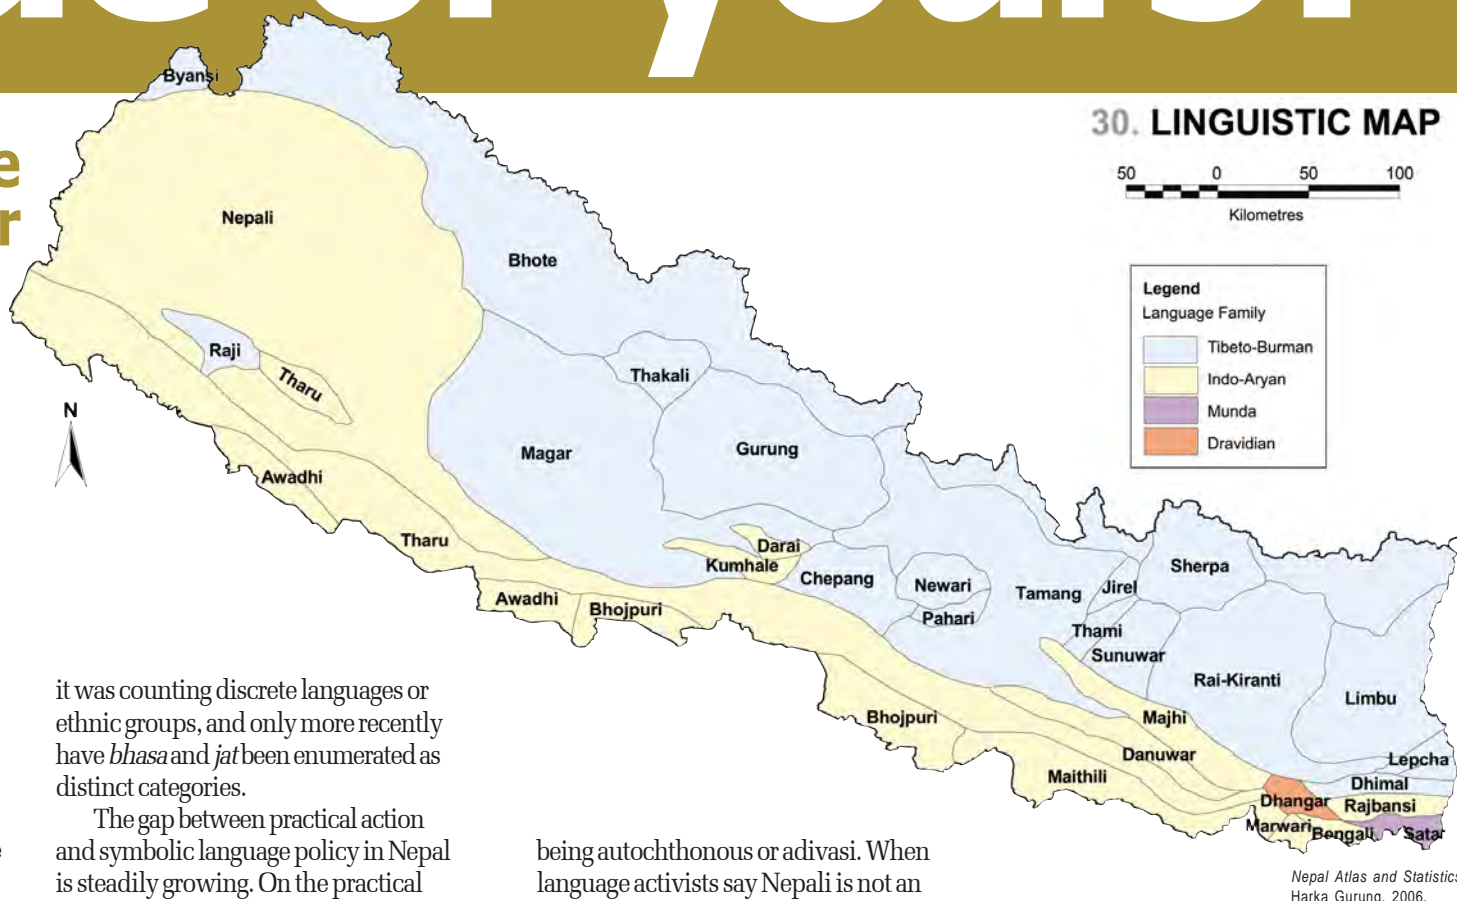 30. LINGUISTIC MAP
50 0 50 100
Kilometres
Legend
Language Family
Tibeto-Burman
Indo-Aryan
Munda
Dravidian
N
Byansi
Nepali
Bhote
Raji
Tharu
Thakali
Magar
Gurung
Awadhi
Tharu
Darai
Kumhale
Chepang
Newari
Pahari
Tamang
Jirel
Sherpa
Awadhi
Bhojpuri
Thami
Sunuwar
Rai-Kiranti
Limbu
Bhojpuri
Majhi
Danuwar
Maithili
Lepcha
Dhimal
Dhangar
Rajbansi
Marwari
Bengali
Satar
it was counting discrete languages or
ethnic groups, and only more recently
have bhasa and jat been enumerated as
distinct categories.
The gap between practical action
and symbolic language policy in Nepal
is steadily growing. On the practical
being autochthonous or adivasi. When
language activists say Nepali is not an
Nepal Atlas and Statistics
Harka Gurung, 2006.